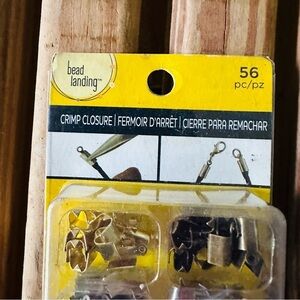 bead
landing™
56
pc/pz
CRIMP CLOSURE | FERMOIR D'ARRÊT | CIERRE PARA REMACHAR